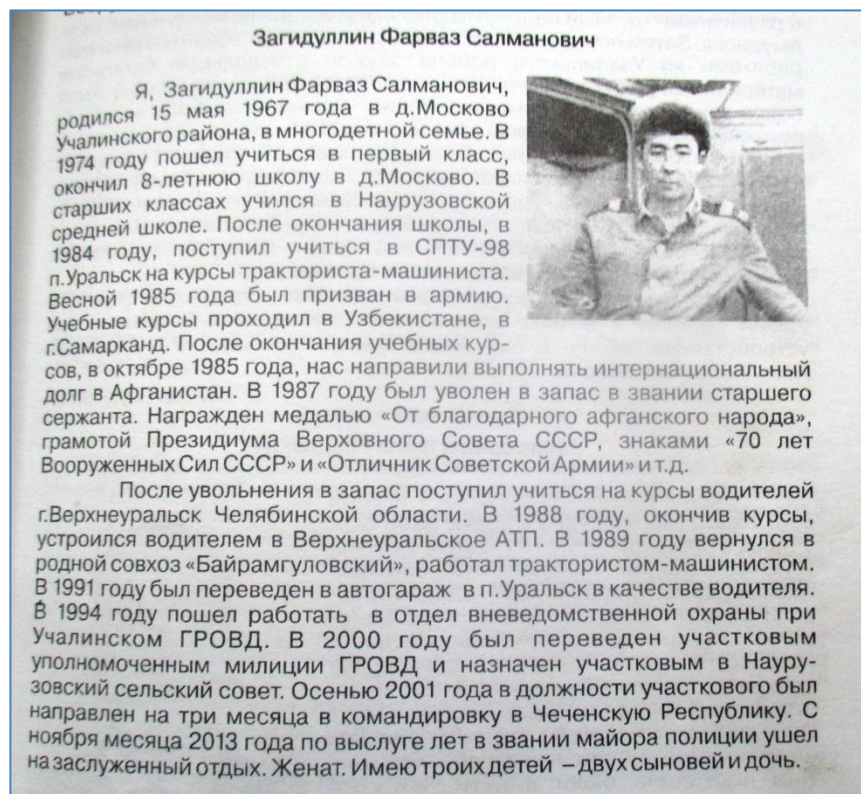 Загидуллин Фарваз Салманович
Я, Загидуллин Фарваз Салманович,
родился 15 мая 1967 года в д.Москово
Учалинского района, в многодетной семье. В
1974 году пошел учиться в первый класс,
окончил 8-летнюю школу в д.Москово. В
старших классах учился в Наурузовской
средней школе. После окончания школы, в
1984 году, поступил учиться в СПТУ-98
п.Уральск на курсы тракториста-машиниста.
Весной 1985 года был призван в армию.
Учебные курсы проходил в Узбекистане, в
г.Самарканд. После окончания учебных кур-
сов, в октябре 1985 года, нас направили выполнять интернациональный
долг в Афганистан. В 1987 году был уволен в запас в звании старшего
сержанта. Награжден медалью «От благодарного афганского народа»,
грамотой Президиума Верховного Совета СССР, знаками «70 лет
Вооруженных Сил СССР» и «Отличник Советской Армии» и т.д.
После увольнения в запас поступил учиться на курсы водителей
г.Верхнеуральск Челябинской области. В 1988 году, окончив курсы,
устроился водителем в Верхнеуральское АТП. В 1989 году вернулся в
родной совхоз «Байрамгуловский», работал трактористом-машинистом.
В 1991 году был переведен в автогараж в п.Уральск в качестве водителя.
В 1994 году пошел работать в отдел вневедомственной охраны при
Учалинском ГРОВД. В 2000 году был переведен участковым
уполномоченным милиции ГРОВД и назначен участковым в Науру-
зовский сельский совет. Осенью 2001 года в должности участкового был
направлен на три месяца в командировку в Чеченскую Республику. С
ноября месяца 2013 года по выслуге лет в звании майора полиции ушел
на заслуженный отдых. Женат. Имею троих детей – двух сыновей и дочь.